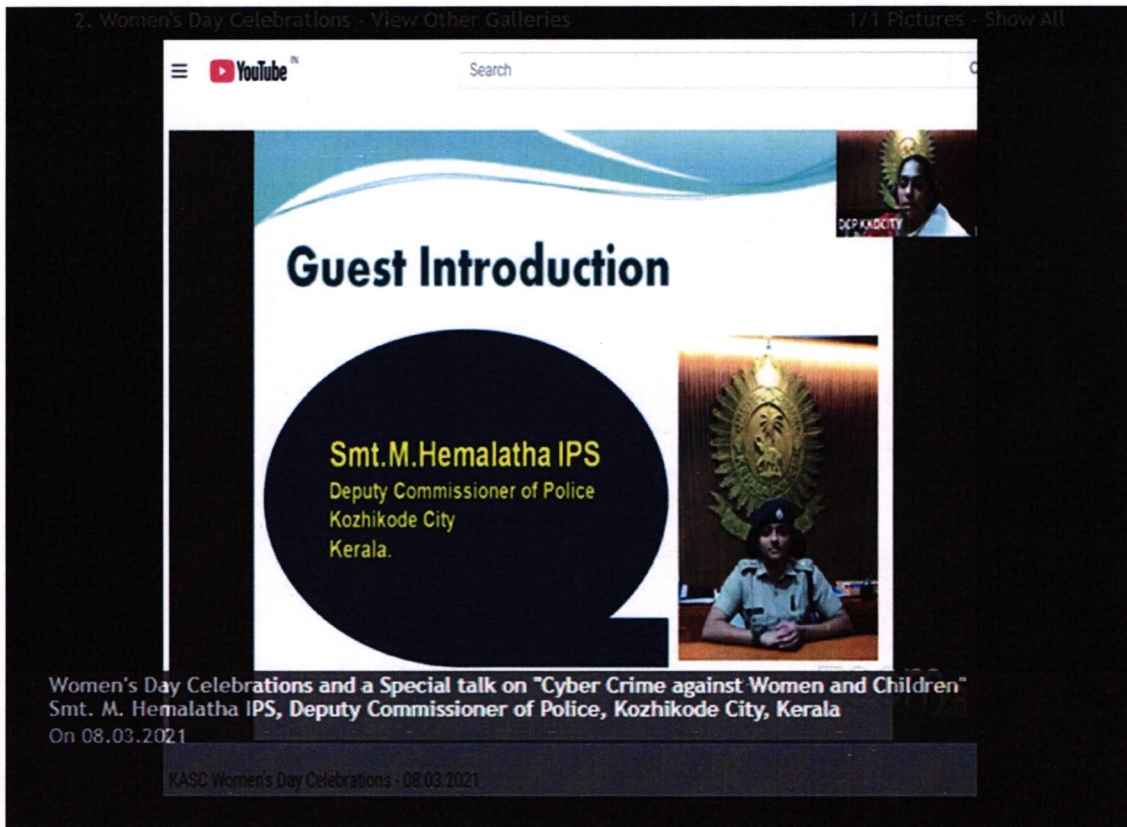 2. Women's Day Celebrations - View Other Galleries
1/1 Pictures - Show All
YouTube IN
Search
DCP KKDCITY
Guest Introduction
Smt.M.Hemalatha IPS
Deputy Commissioner of Police
Kozhikode City
Kerala.
Women's Day Celebrations and a Special talk on "Cyber Crime against Women and Children"
Smt. M. Hemalatha IPS, Deputy Commissioner of Police, Kozhikode City, Kerala
On 08.03.2021
KASC Women's Day Celebrations - 08.03.2021